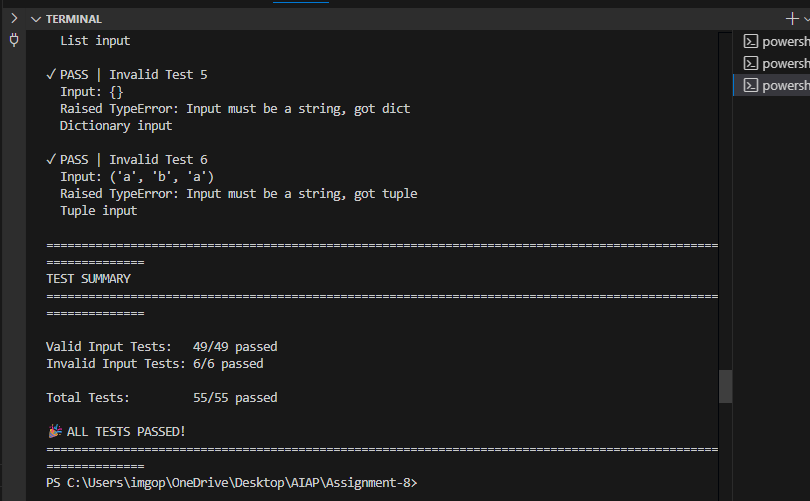 TERMINAL
List input
✓ PASS | Invalid Test 5
Input: {}
Raised TypeError: Input must be a string, got dict
Dictionary input
✓ PASS | Invalid Test 6
Input: ('a', 'b', 'a')
Raised TypeError: Input must be a string, got tuple
Tuple input
================================================================================================
==============
TEST SUMMARY
================================================================================================
==============
Valid Input Tests:   49/49 passed
Invalid Input Tests: 6/6 passed
Total Tests:         55/55 passed
🎉 ALL TESTS PASSED!
================================================================================================
==============
PS C:\Users\imgop\OneDrive\Desktop\AIAP\Assignment-8>
powersh
powersh
powersh